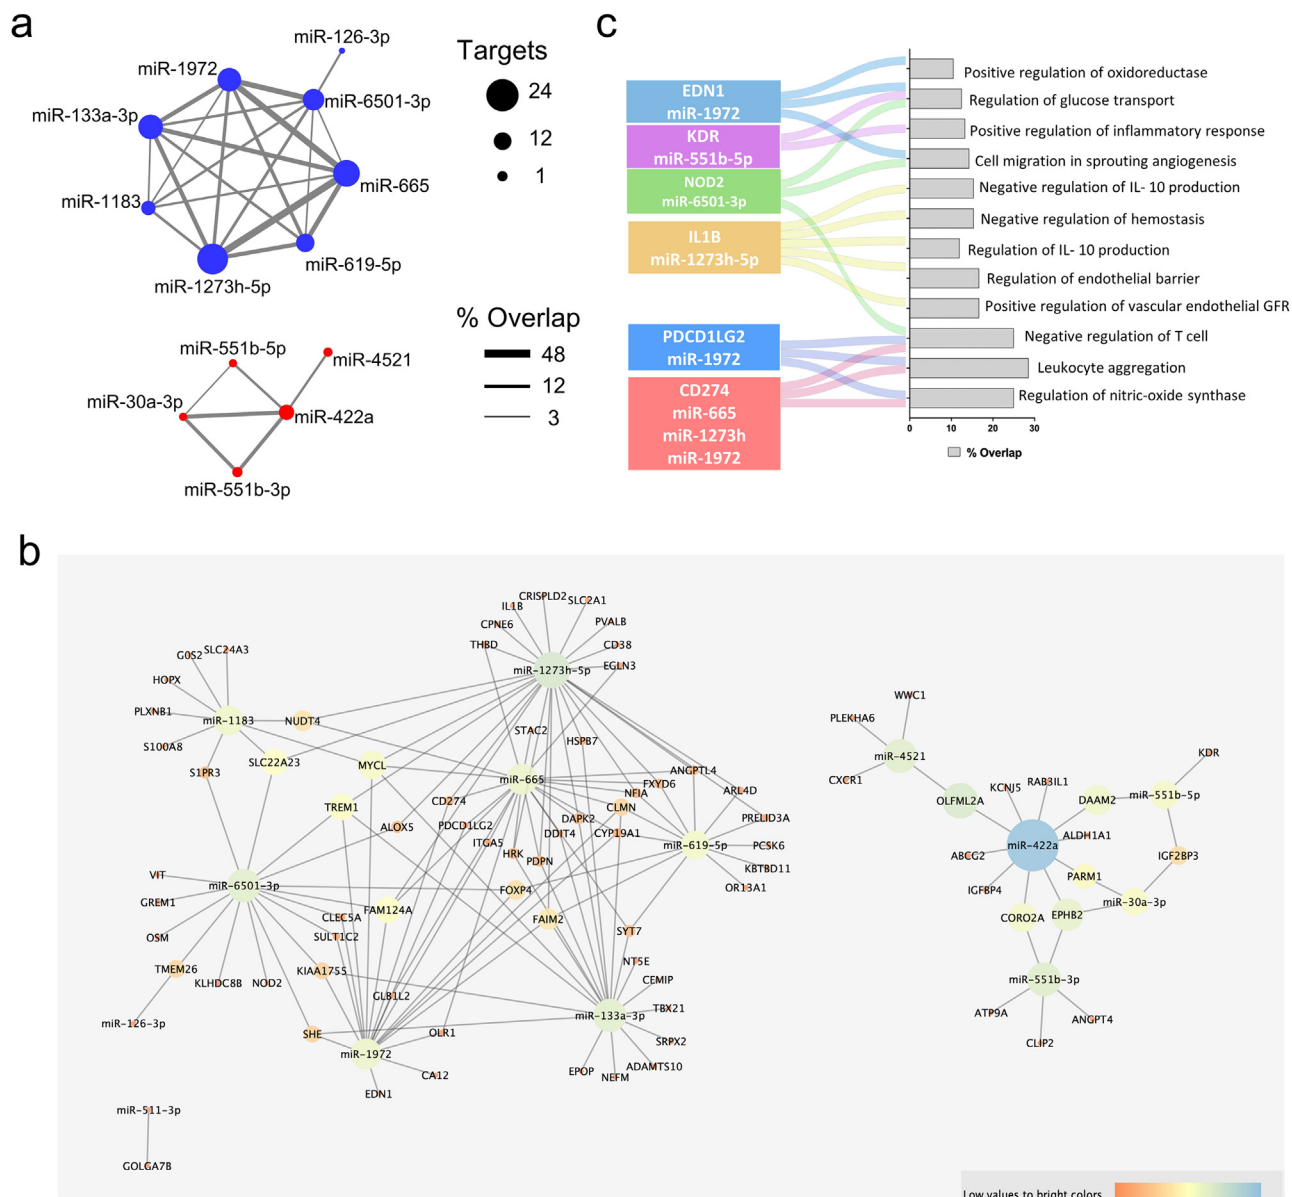 a
miR-126-3p
miR-1972
miR-6501-3p
miR-133a-3p
miR-665
miR-1183
miR-619-5p
miR-1273h-5p
Targets
24
12
1
miR-551b-5p
miR-4521
miR-30a-3p
miR-422a
miR-551b-3p
% Overlap
48
12
3
c
EDN1
miR-1972
KDR
miR-551b-5p
NOD2
miR-6501-3p
IL1B
miR-1273h-5p
PDCD1LG2
miR-1972
CD274
miR-665
miR-1273h
miR-1972
Positive regulation of oxidoreductase
Regulation of glucose transport
Positive regulation of inflammatory response
Cell migration in sprouting angiogenesis
Negative regulation of IL- 10 production
Negative regulation of hemostasis
Regulation of IL- 10 production
Regulation of endothelial barrier
Positive regulation of vascular endothelial GFR
Negative regulation of T cell
Leukocyte aggregation
Regulation of nitric-oxide synthase
0 10 20 30
% Overlap
b
CRISPLD2
IL1B
SLC2A1
CPNE6
PVALB
THBD
CD38
miR-1273h-5p
EGLN3
G0S2
SLC24A3
HOPX
PLXNB1
miR-1183
NUDT4
S100A8
S1PR3
SLC22A23
MYCL
STAC2
HSPB7
miR-665
ANGPTL4
FXYD6
NFIA
ARL4D
TREM1
CD274
CLMN
ALOX5
PDCD1LG2
DAPK2
PRELID3A
ITGA5
DDIT4
CYP19A1
HRK
PDPN
miR-619-5p
PCSK6
KBTBD11
OR13A1
VIT
miR-6501-3p
GREM1
FOXP4
CLEC5A
FAM124A
FAIM2
OSM
SULT1C2
SYT7
TMEM26
KLHDC8B
NOD2
KIAA1755
NT5E
CEMIP
GLB1L2
miR-126-3p
miR-133a-3p
TBX21
SHE
OLR1
SRPX2
miR-1972
CA12
EPOP
NEFM
ADAMTS10
EDN1
miR-511-3p
GOLGA7B
WWC1
PLEKHA6
miR-4521
CXCR1
KDR
KCNJ5
RAB3IL1
OLFML2A
DAAM2
miR-551b-5p
miR-422a
ALDH1A1
ABCG2
IGF2BP3
IGFBP4
PARM1
miR-30a-3p
CORO2A
EPHB2
miR-551b-3p
ATP9A
ANGPT4
CLIP2
Low values to bright colors